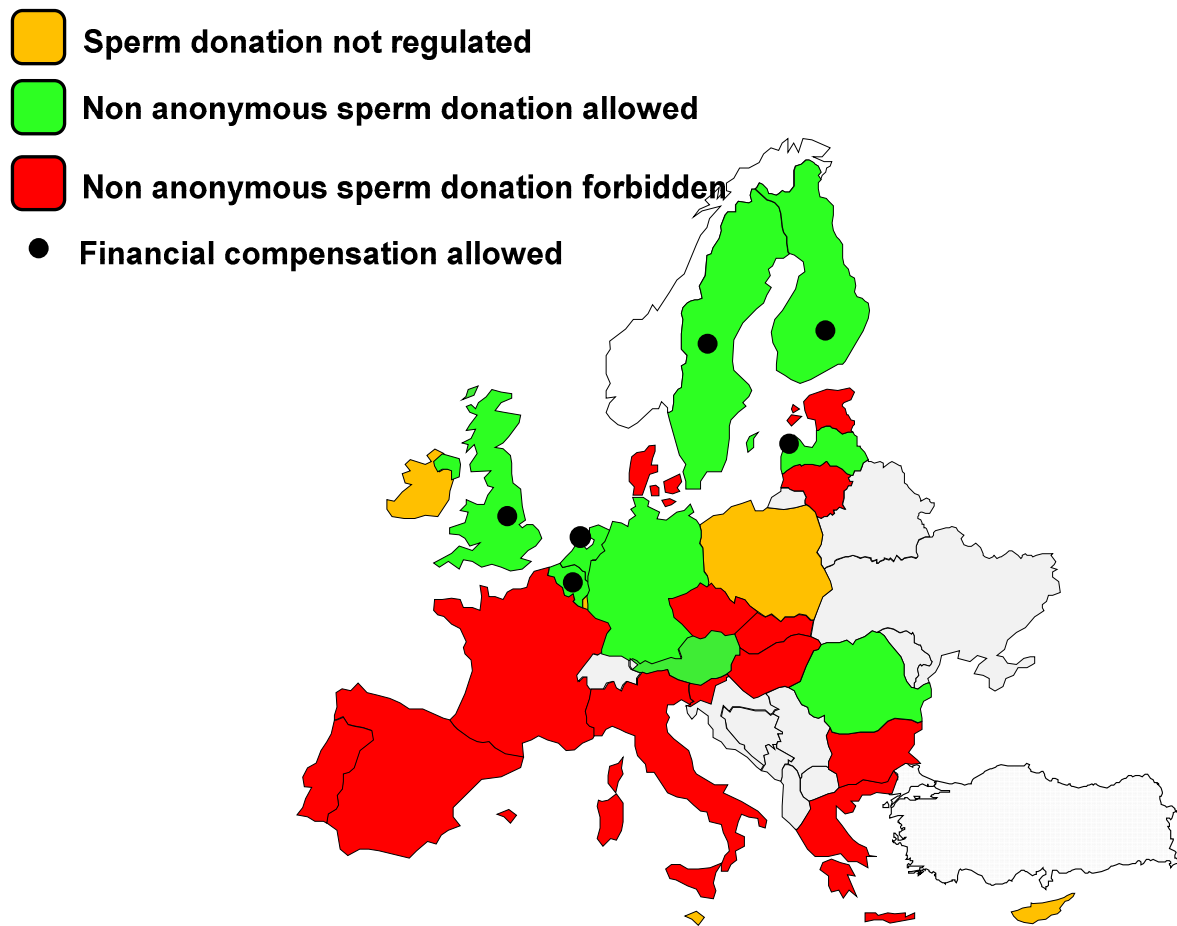 Sperm donation not regulated
Non anonymous sperm donation allowed
Non anonymous sperm donation forbidden
Financial compensation allowed